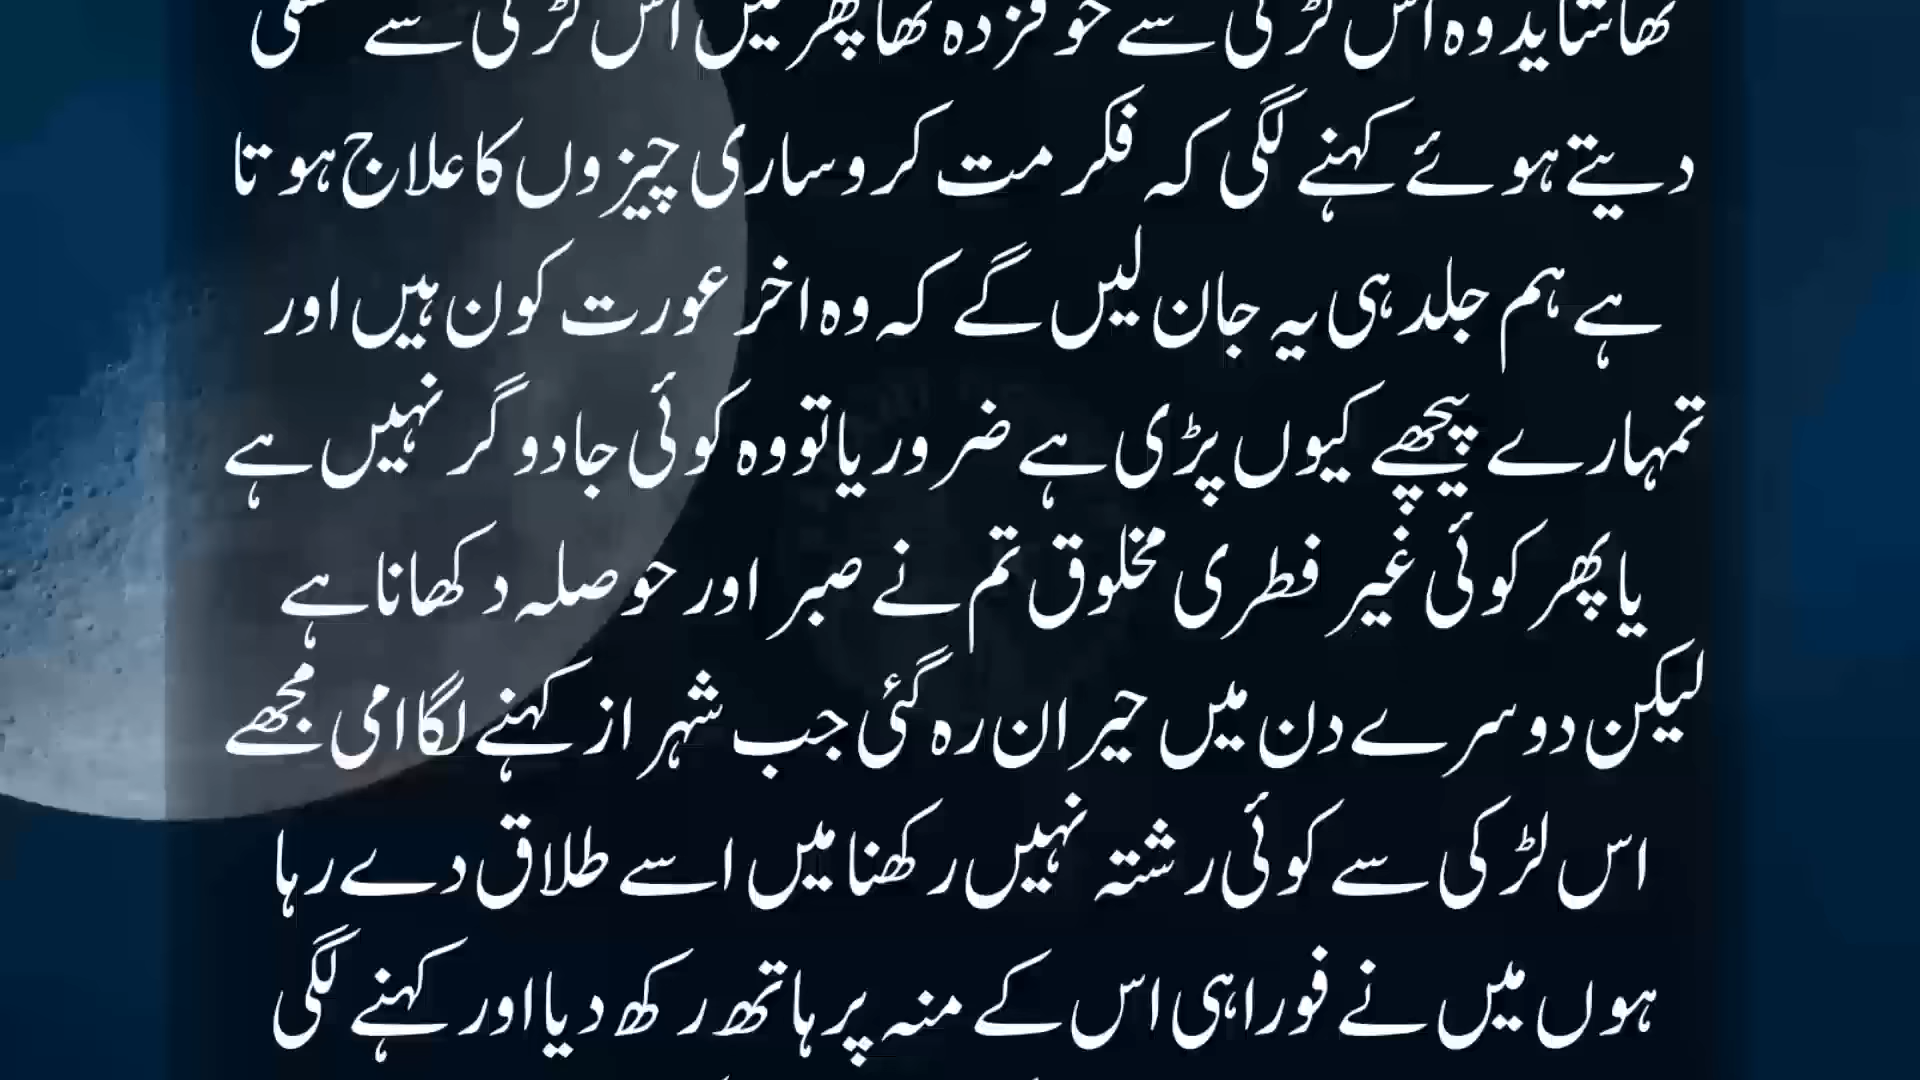 تھا شاید وہ اس لڑکی سے خوفزدہ تھا پھر میں اس لڑکی سے تسلی
دیتے ہوئے کہنے لگی کہ فکر مت کرو ساری چیزوں کا علاج ہوتا
ہے ہم جلد ہی یہ جان لیں گے کہ وہ اخر عورت کون ہیں اور
تمہارے پیچھے کیوں پڑی ہے ضرور یا تو وہ کوئی جادوگر نہیں ہے
یا پھر کوئی غیر فطری مخلوق تم نے صبر اور حوصلہ دکھانا ہے
لیکن دوسرے دن میں حیران رہ گئی جب شہراز کہنے لگا امی مجھے
اس لڑکی سے کوئی رشتہ نہیں رکھنا میں اسے طلاق دے رہا
ہوں میں نے فورا ہی اس کے منہ پر ہاتھ رکھ دیا اور کہنے لگی